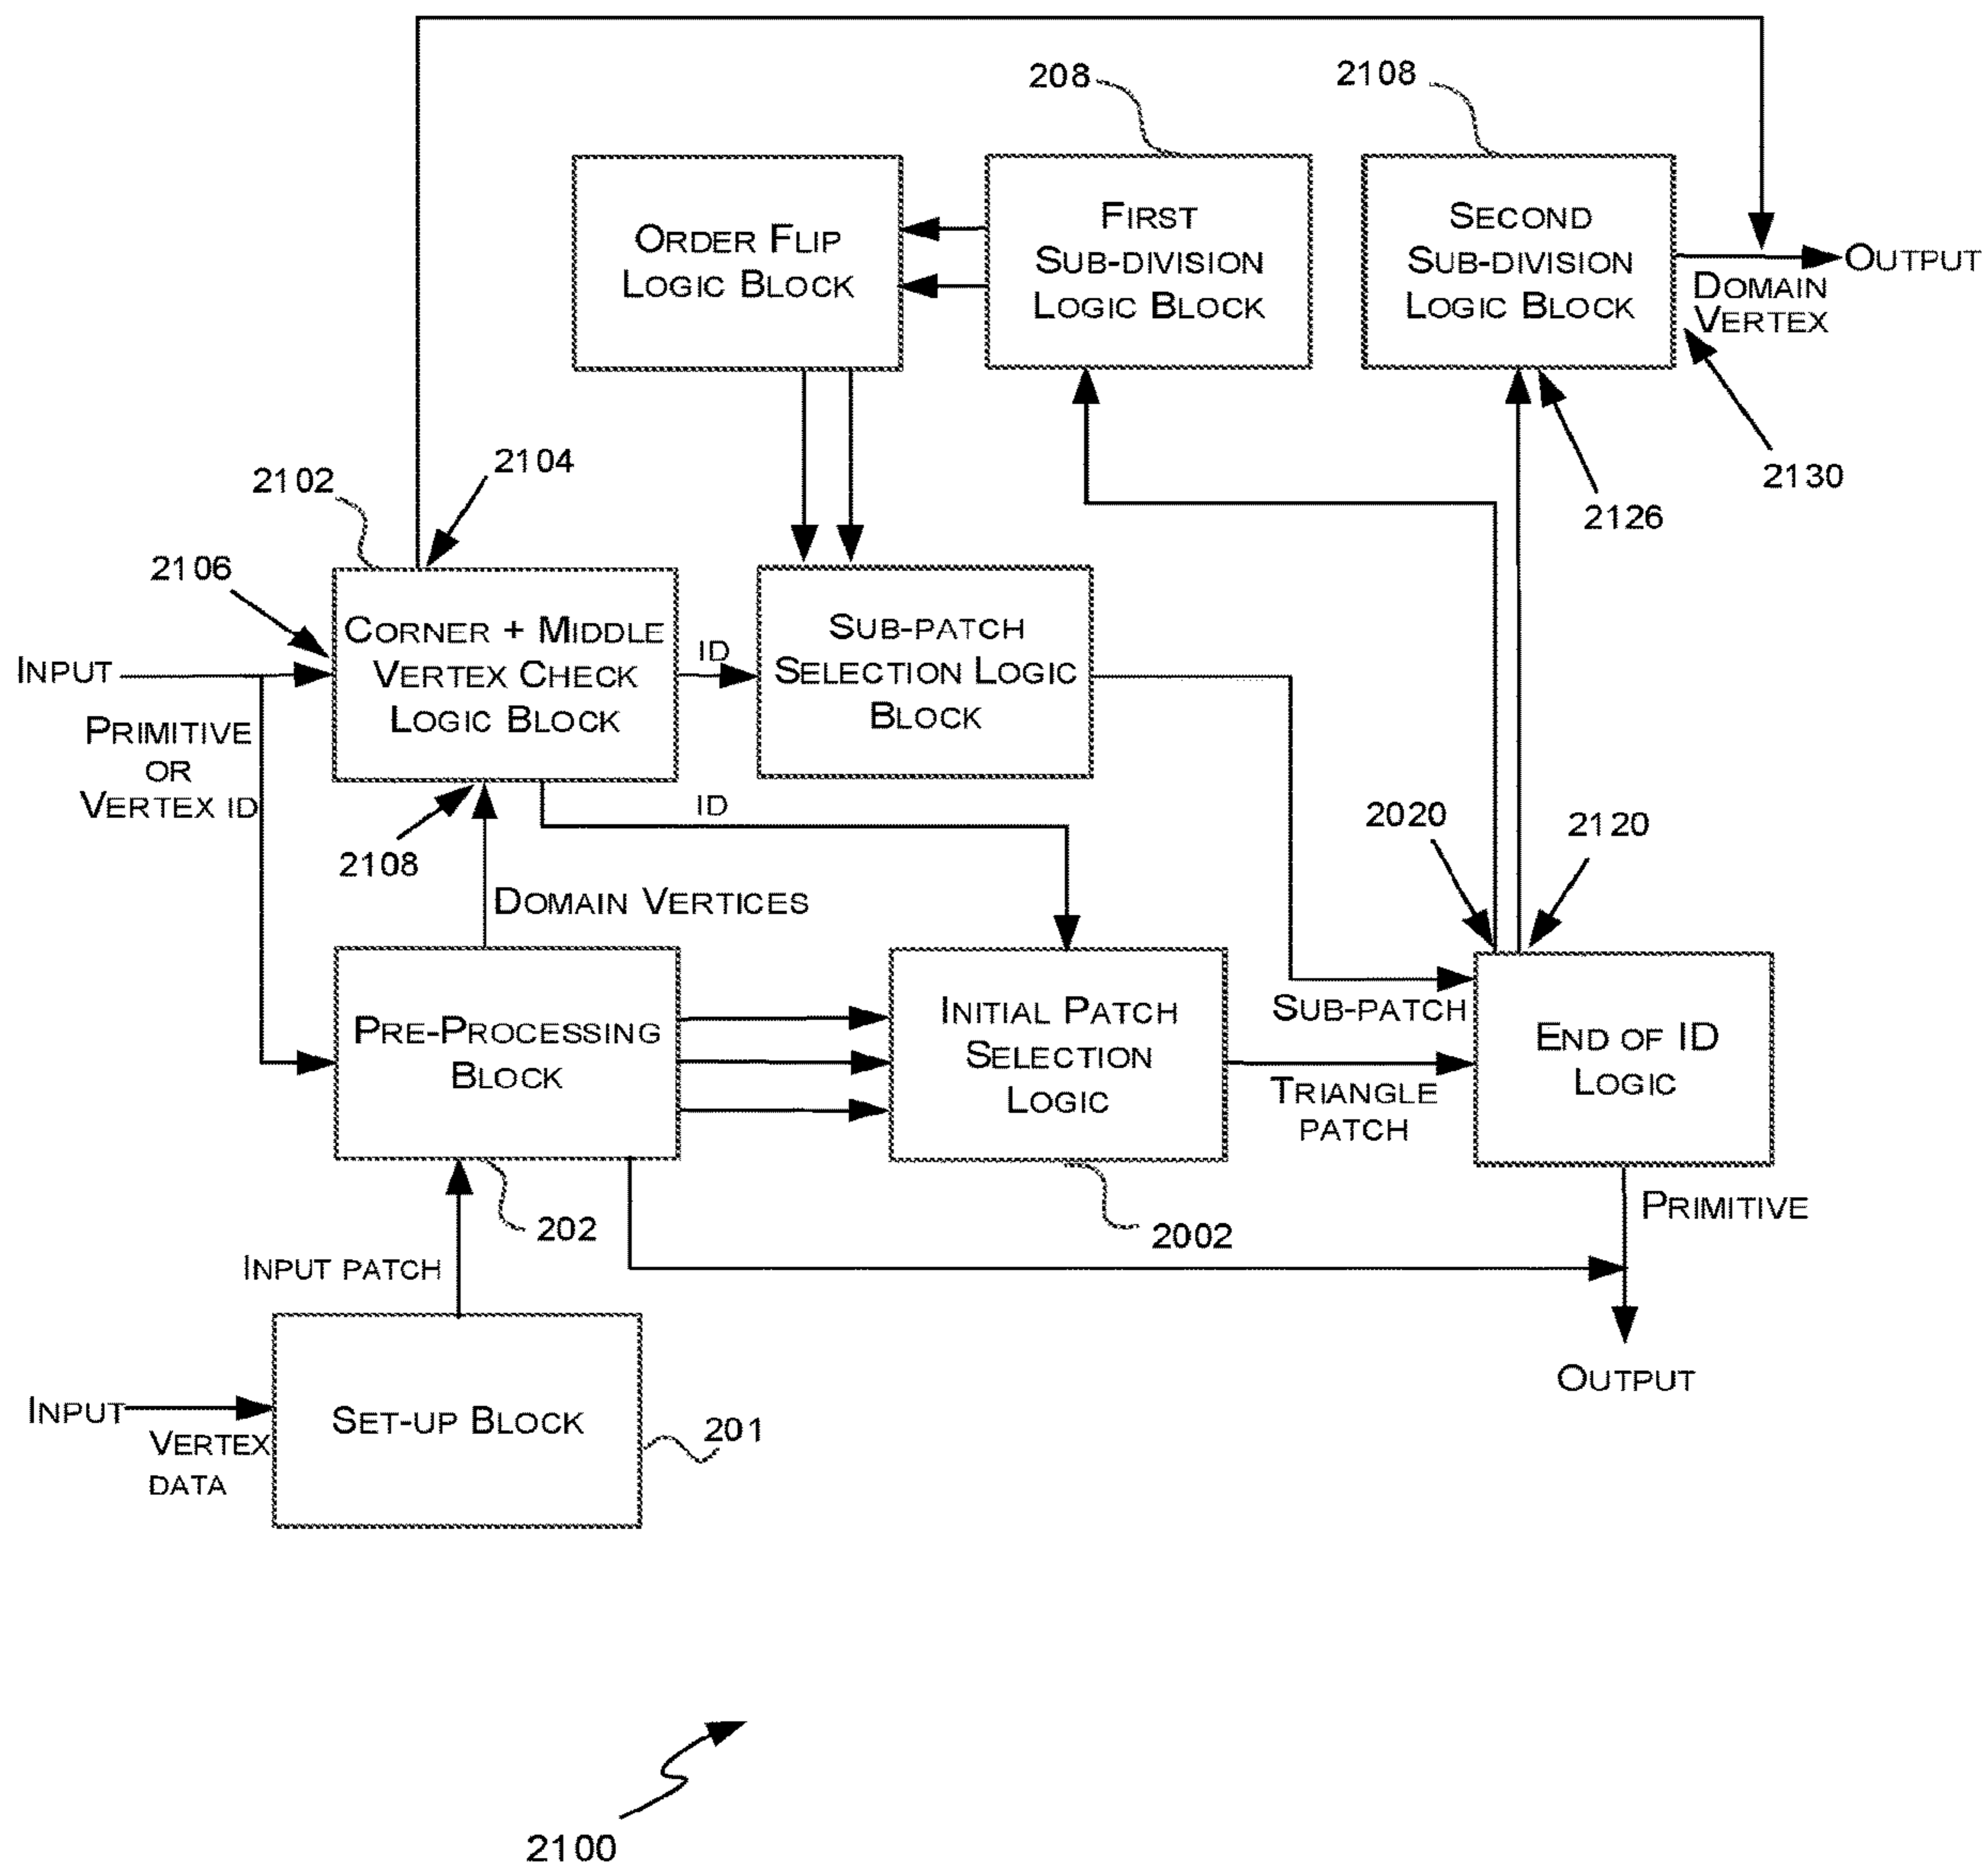 208
2108
ORDER FLIP
LOGIC BLOCK
FIRST
SUB-DIVISION
LOGIC BLOCK
SECOND
SUB-DIVISION
LOGIC BLOCK
OUTPUT
DOMAIN
VERTEX
2130
2126
2102
2104
2106
INPUT
PRIMITIVE
OR
VERTEX ID
CORNER + MIDDLE
VERTEX CHECK
LOGIC BLOCK
ID
SUB-PATCH
SELECTION LOGIC
BLOCK
ID
2108
DOMAIN VERTICES
2020
2120
PRE-PROCESSING
BLOCK
INITIAL PATCH
SELECTION
LOGIC
SUB-PATCH
TRIANGLE
PATCH
END OF ID
LOGIC
202
2002
PRIMITIVE
INPUT PATCH
OUTPUT
INPUT
VERTEX
DATA
SET-UP BLOCK
201
2100